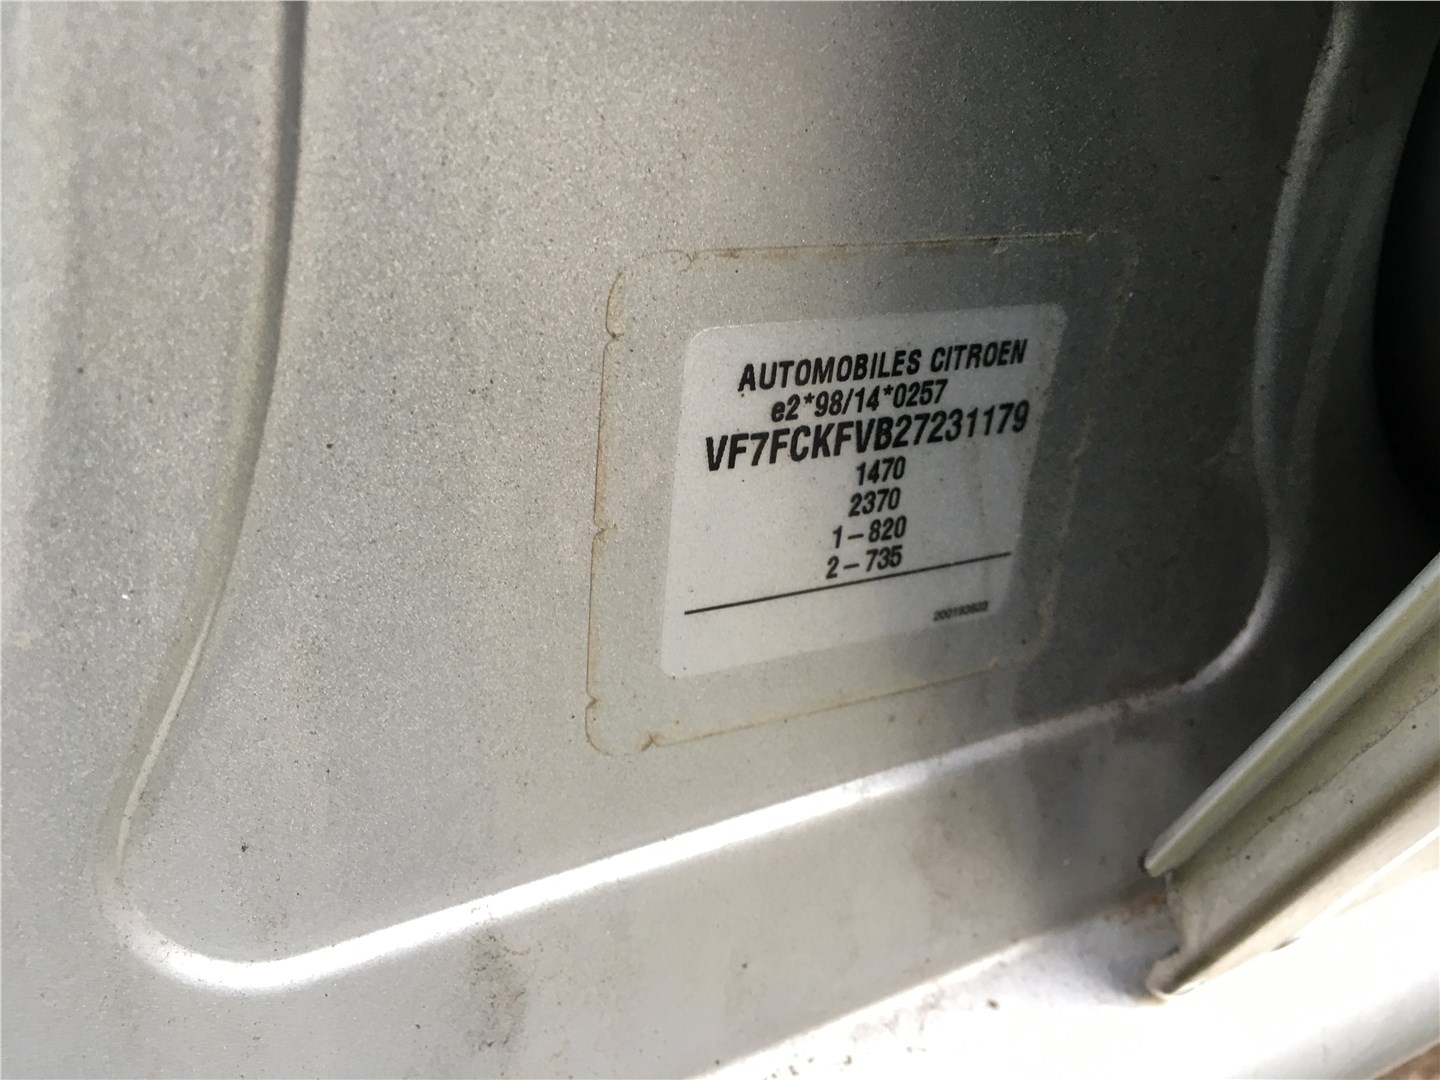 AUTOMOBILES CITROEN
e2*98/14*0257
VF7FCKFVB27231179
1470
2370
1-820
2-735